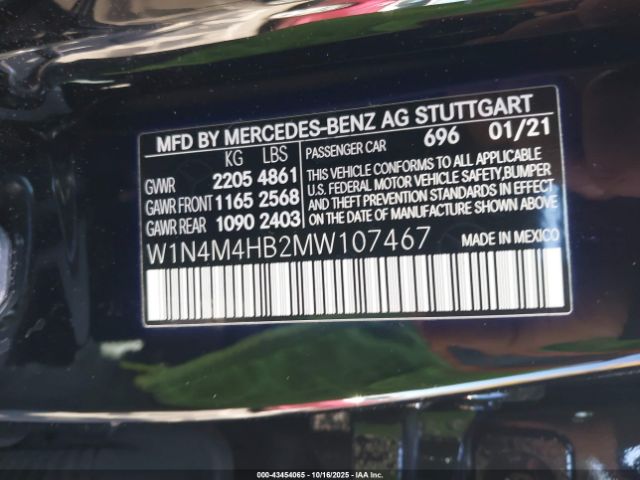 MFD BY MERCEDES-BENZ AG STUTTGART
KG LBS PASSENGER CAR 696 01/21
GVWR 2205 4861
GAWR FRONT 1165 2568
GAWR REAR 1090 2403
THIS VEHICLE CONFORMS TO ALL APPLICABLE
U.S. FEDERAL MOTOR VEHICLE SAFETY,BUMPER
AND THEFT PREVENTION STANDARDS IN EFFECT
ON THE DATE OF MANUFACTURE SHOWN ABOVE.
W1N4M4HB2MW107467 MADE IN MEXICO
000-43454065 - 10/16/2025 - IAA Inc.